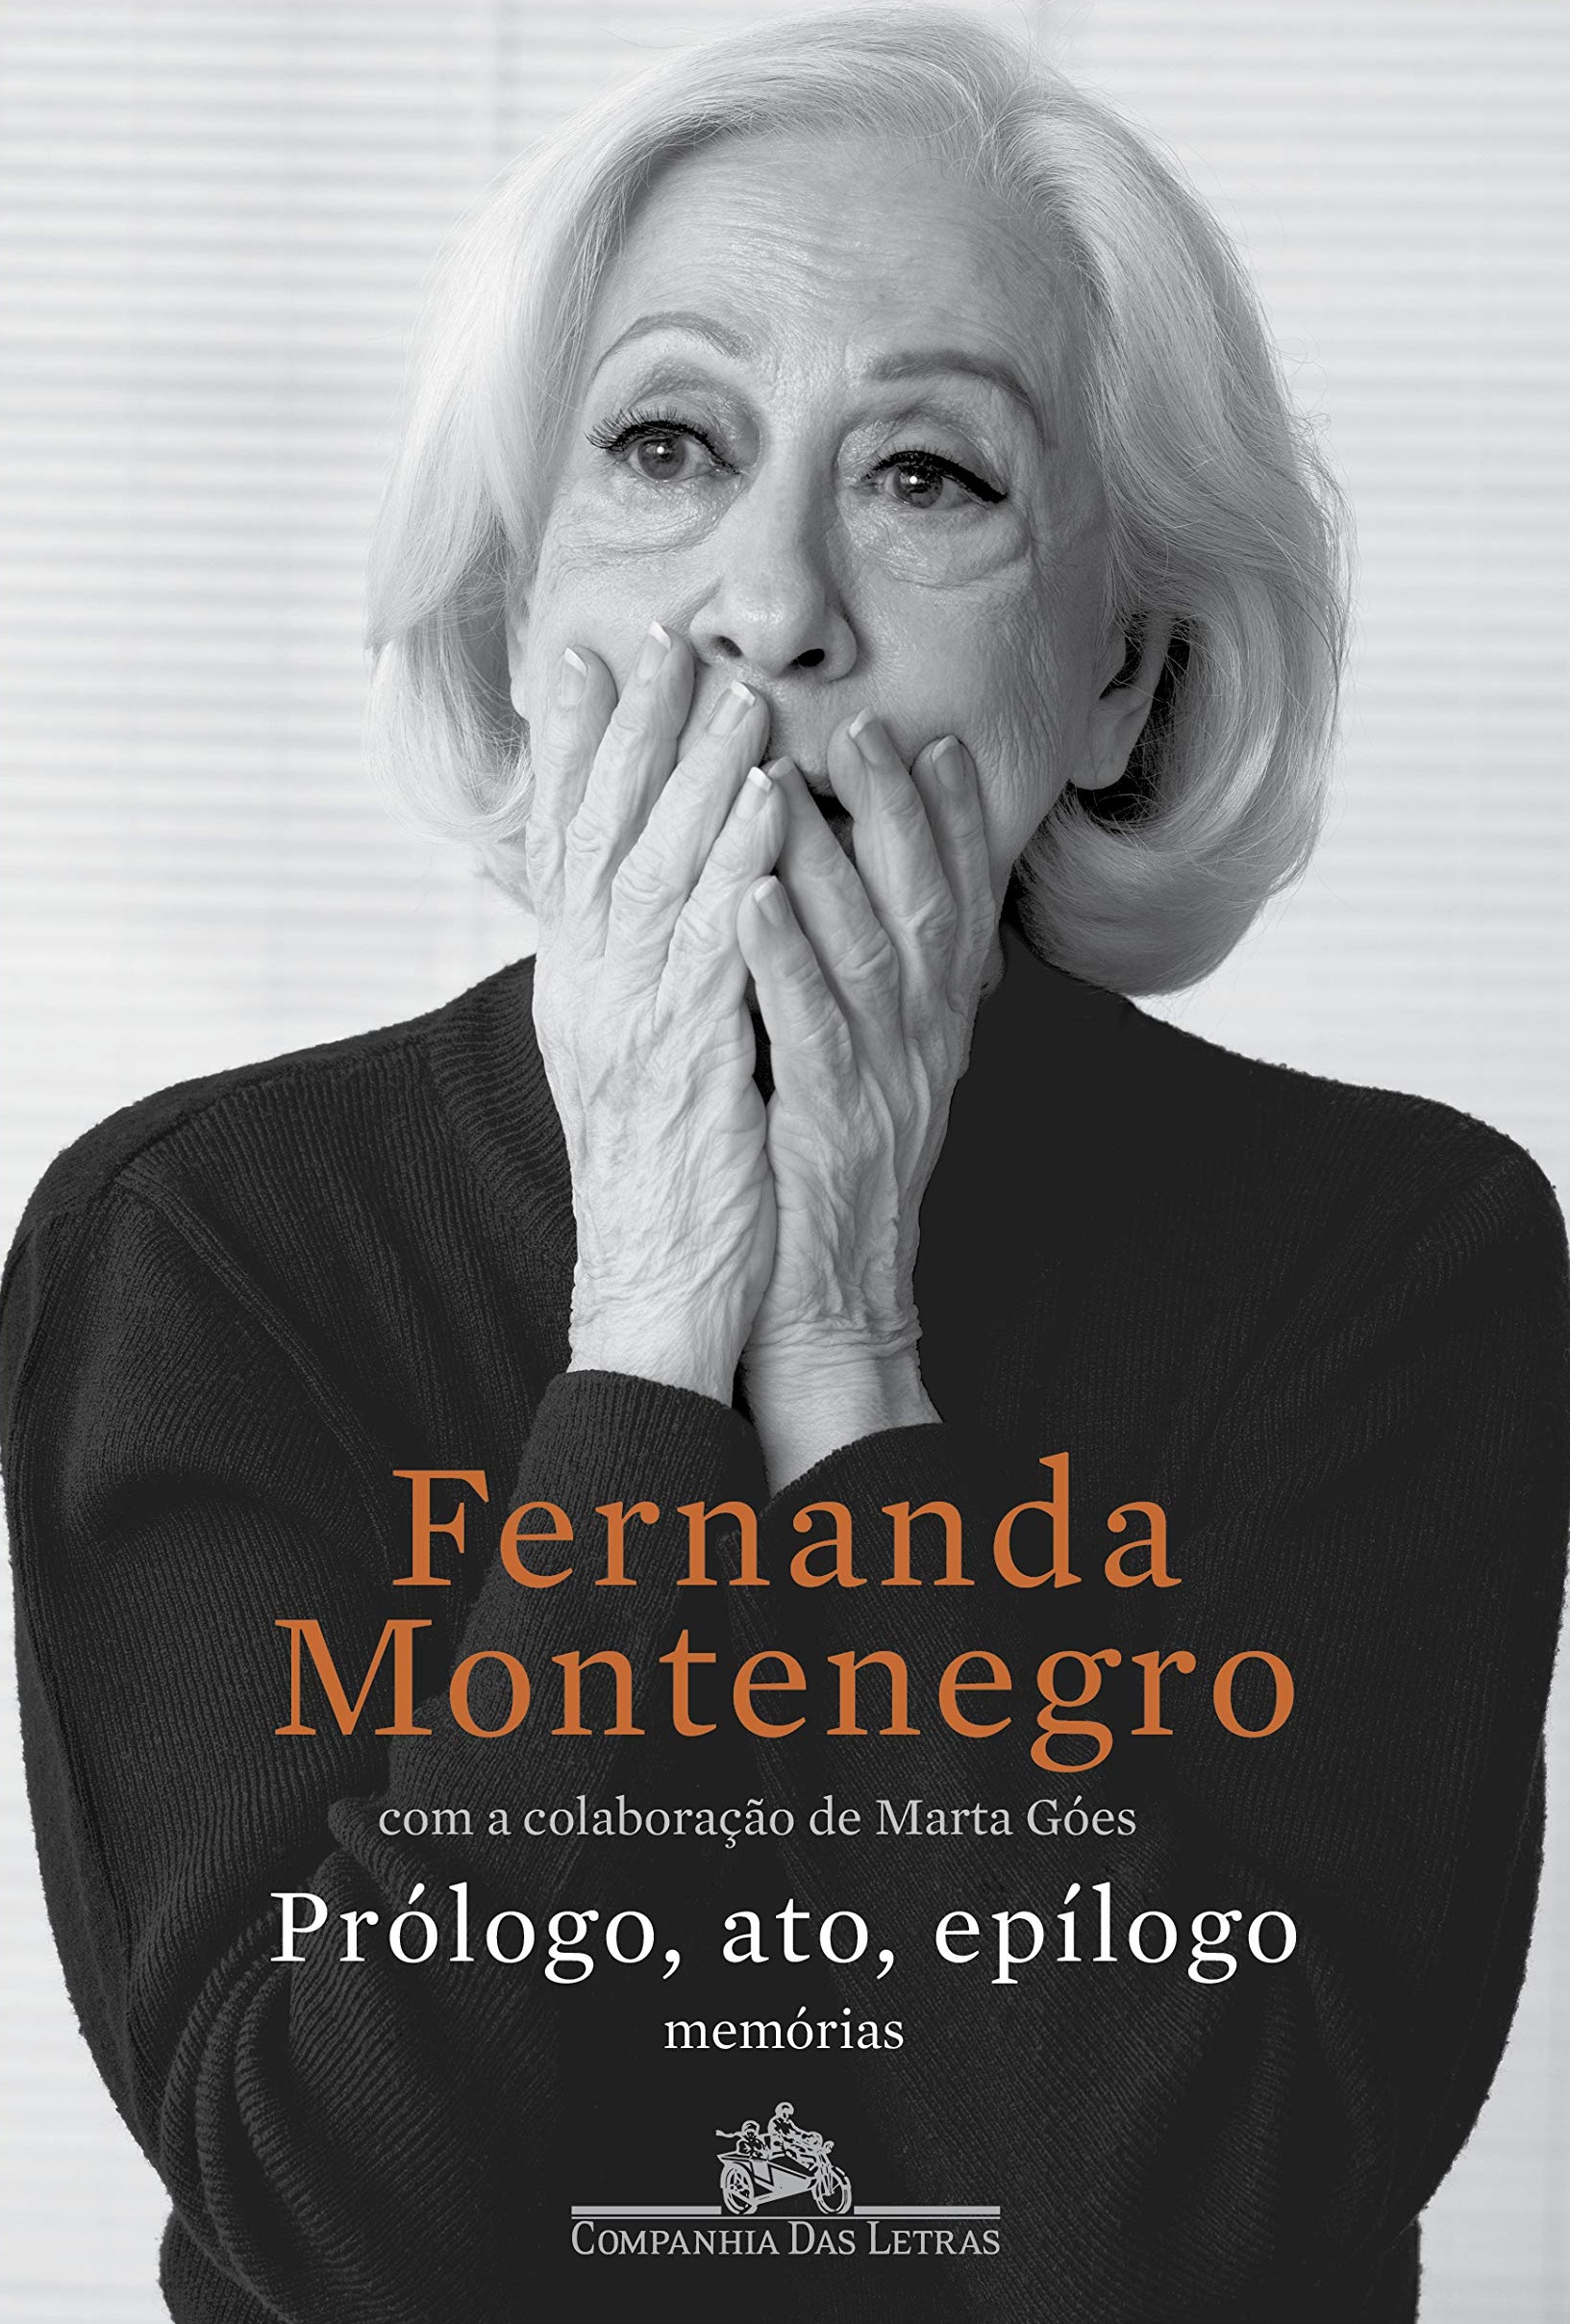 Fernanda
Montenegro
com a colaboração de Marta Góes
Prólogo, ato, epílogo
memórias
COMPANHIA DAS LETRAS